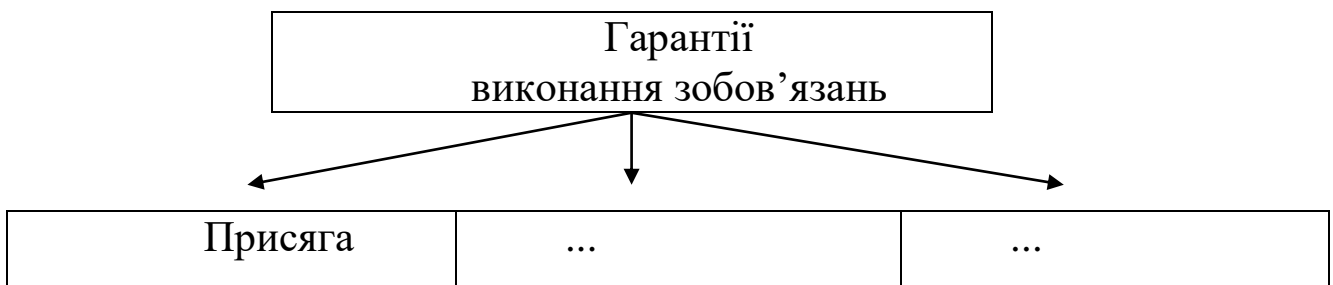 Гарантії
виконання зобов’язань
Присяга ... ...